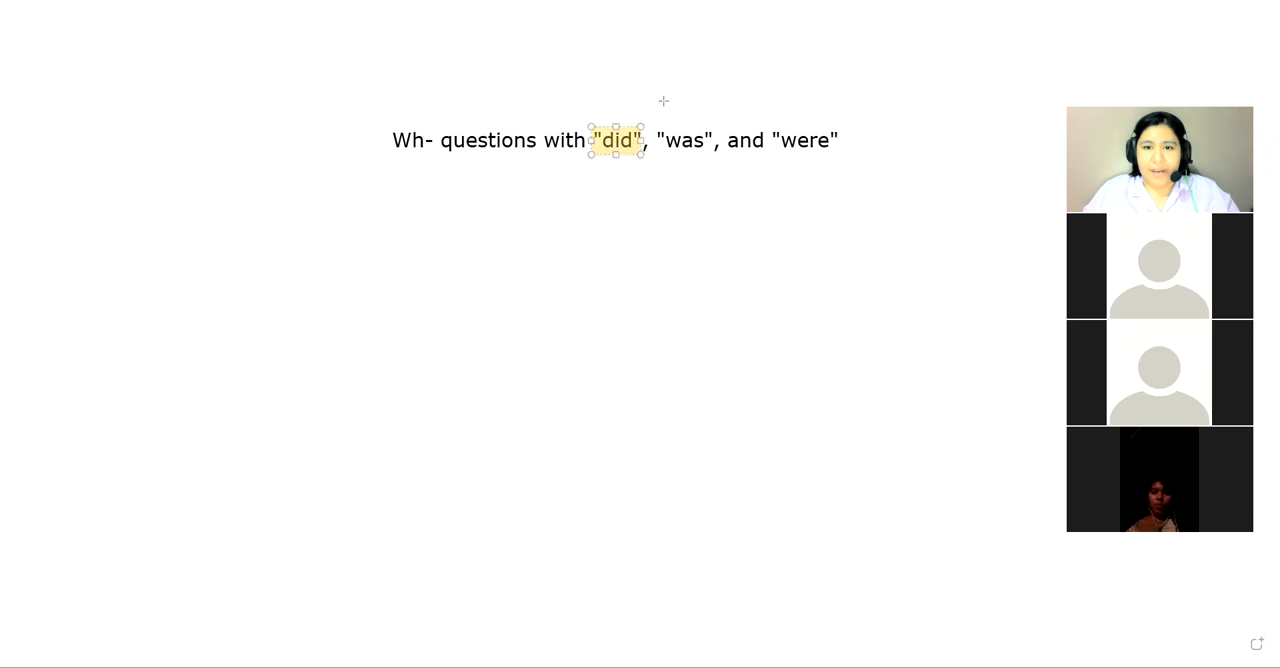 Wh- questions with "did", "was", and "were"